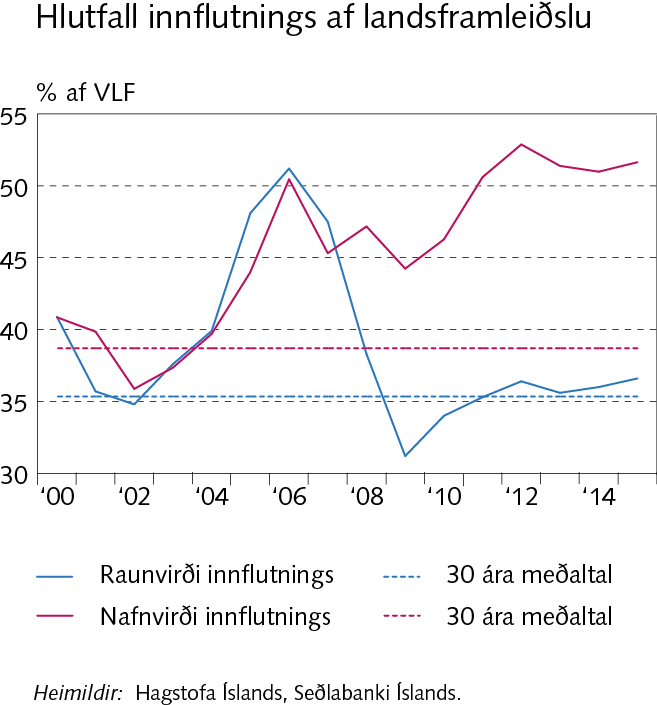 Hlutfall innflutnings af landsframleiðslu
% af VLF
55
50
45
40
35
30
‘00 ‘02 ‘04 ‘06 ‘08 ‘10 ‘12 ‘14
Raunvirði innflutnings 30 ára meðaltal
Nafnvirði innflutnings 30 ára meðaltal
Heimildir: Hagstofa Íslands, Seðlabanki Íslands.